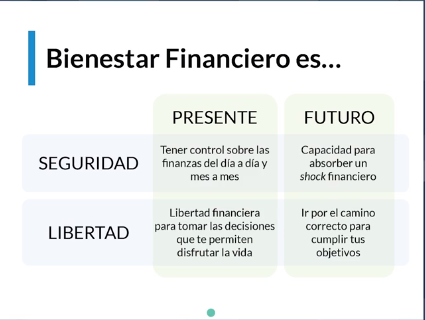 Bienestar Financiero es...
PRESENTE
FUTURO
SEGURIDAD
Tener control sobre las
finanzas del día a día y
mes a mes
Capacidad para
absorber un
shock financiero
LIBERTAD
Libertad financiera
para tomar las decisiones
que te permiten
disfrutar la vida
Ir por el camino
correcto para
cumplir tus
objetivos